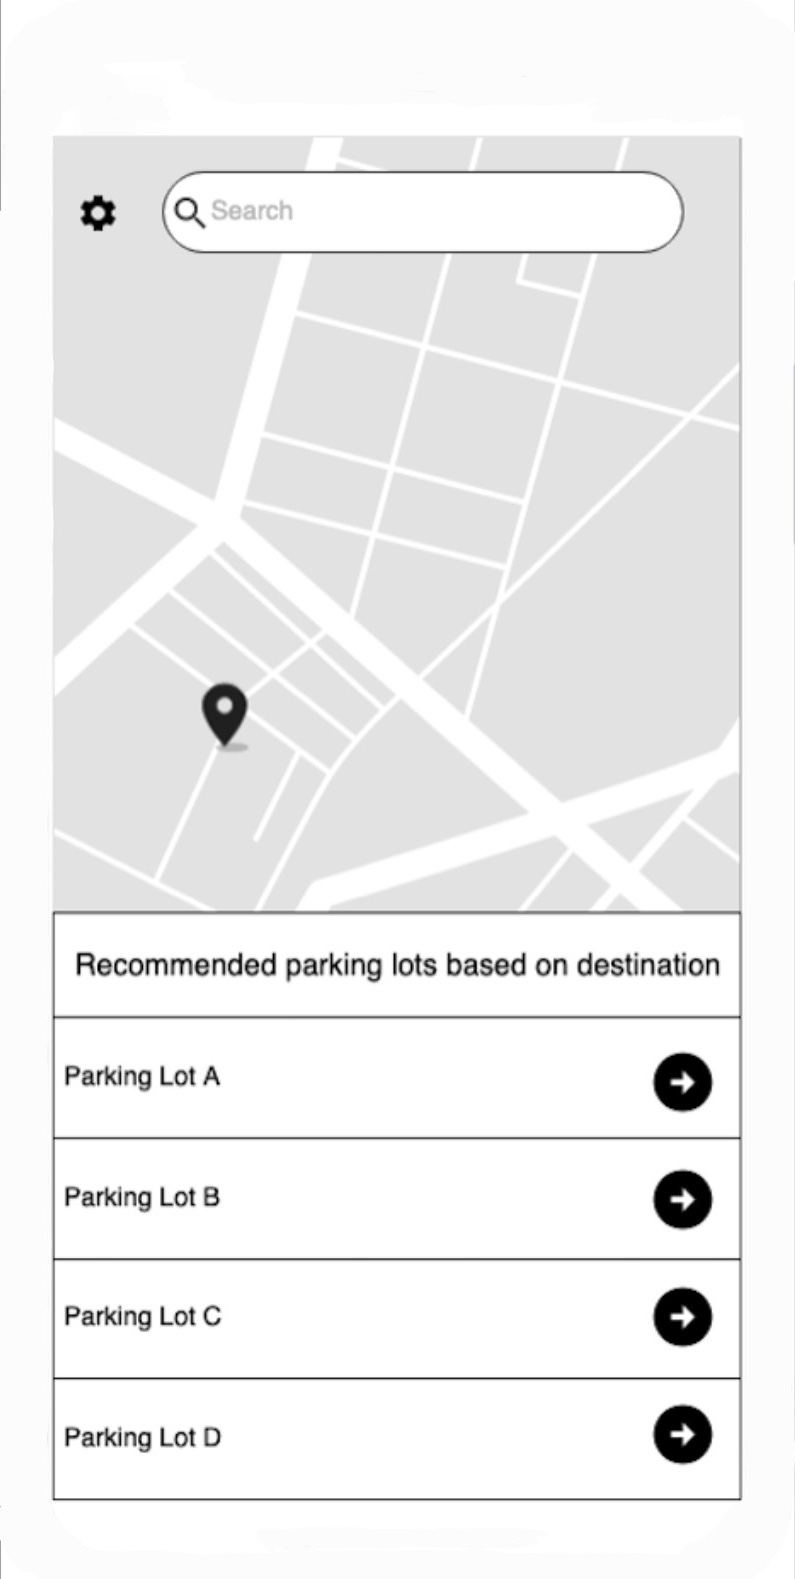 Search
Recommended parking lots based on destination
Parking Lot A
Parking Lot B
Parking Lot C
Parking Lot D